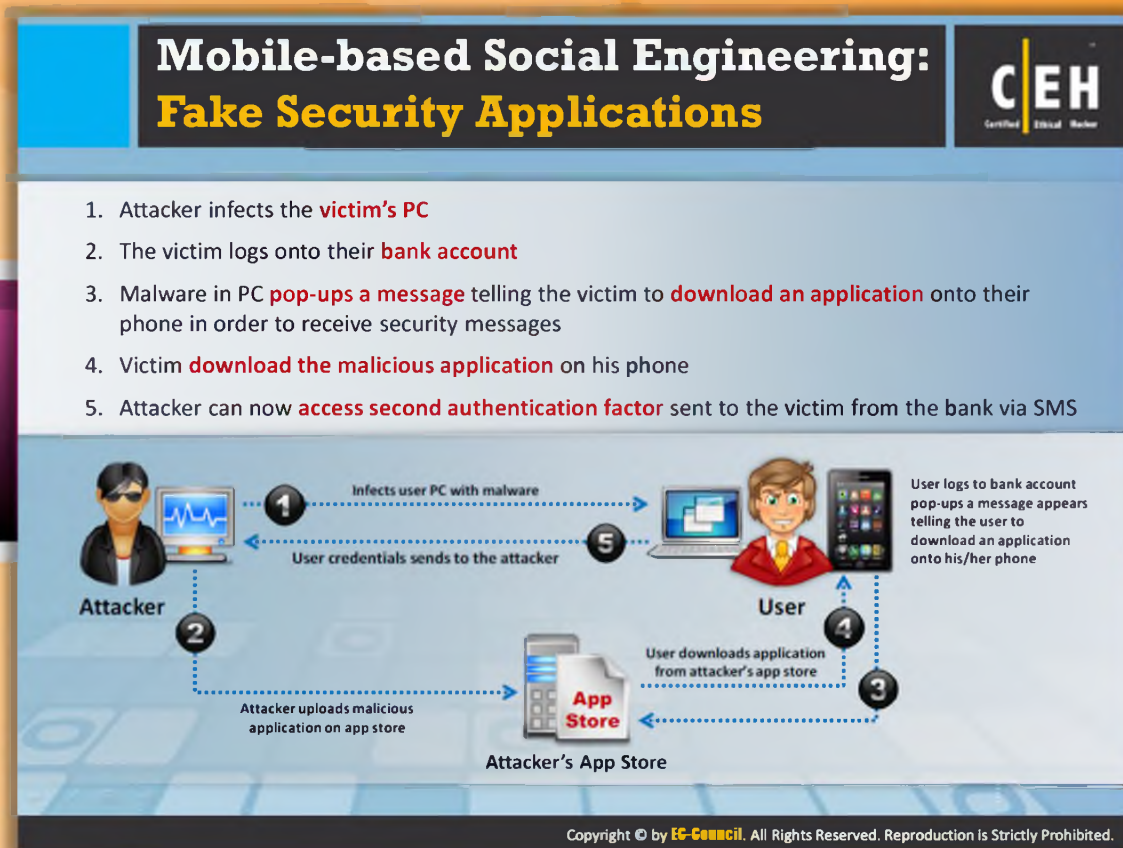 Mobile-based Social Engineering:
Fake Security Applications
CEH
Certified Ethical Hacker
1. Attacker infects the victim's PC
2. The victim logs onto their bank account
3. Malware in PC pop-ups a message telling the victim to download an application onto their
phone in order to receive security messages
4. Victim download the malicious application on his phone
5. Attacker can now access second authentication factor sent to the victim from the bank via SMS
1
Infects user PC with malware
5
User credentials sends to the attacker
User logs to bank account
pop-ups a message appears
telling the user to
download an application
onto his/her phone
Attacker
User
2
4
User downloads application
from attacker's app store
3
App
Store
Attacker uploads malicious
application on app store
Attacker's App Store
Copyright © by EC-Council. All Rights Reserved. Reproduction is Strictly Prohibited.